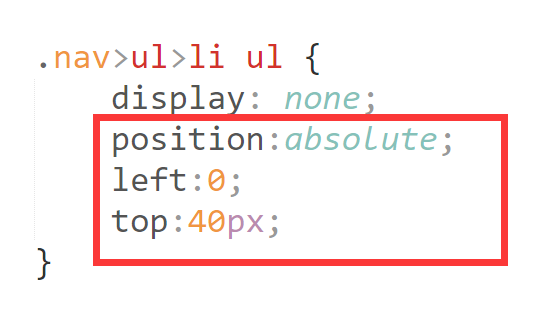 .nav>ul>li ul {
display: none;
position:absolute;
left:0;
top:40px;
}